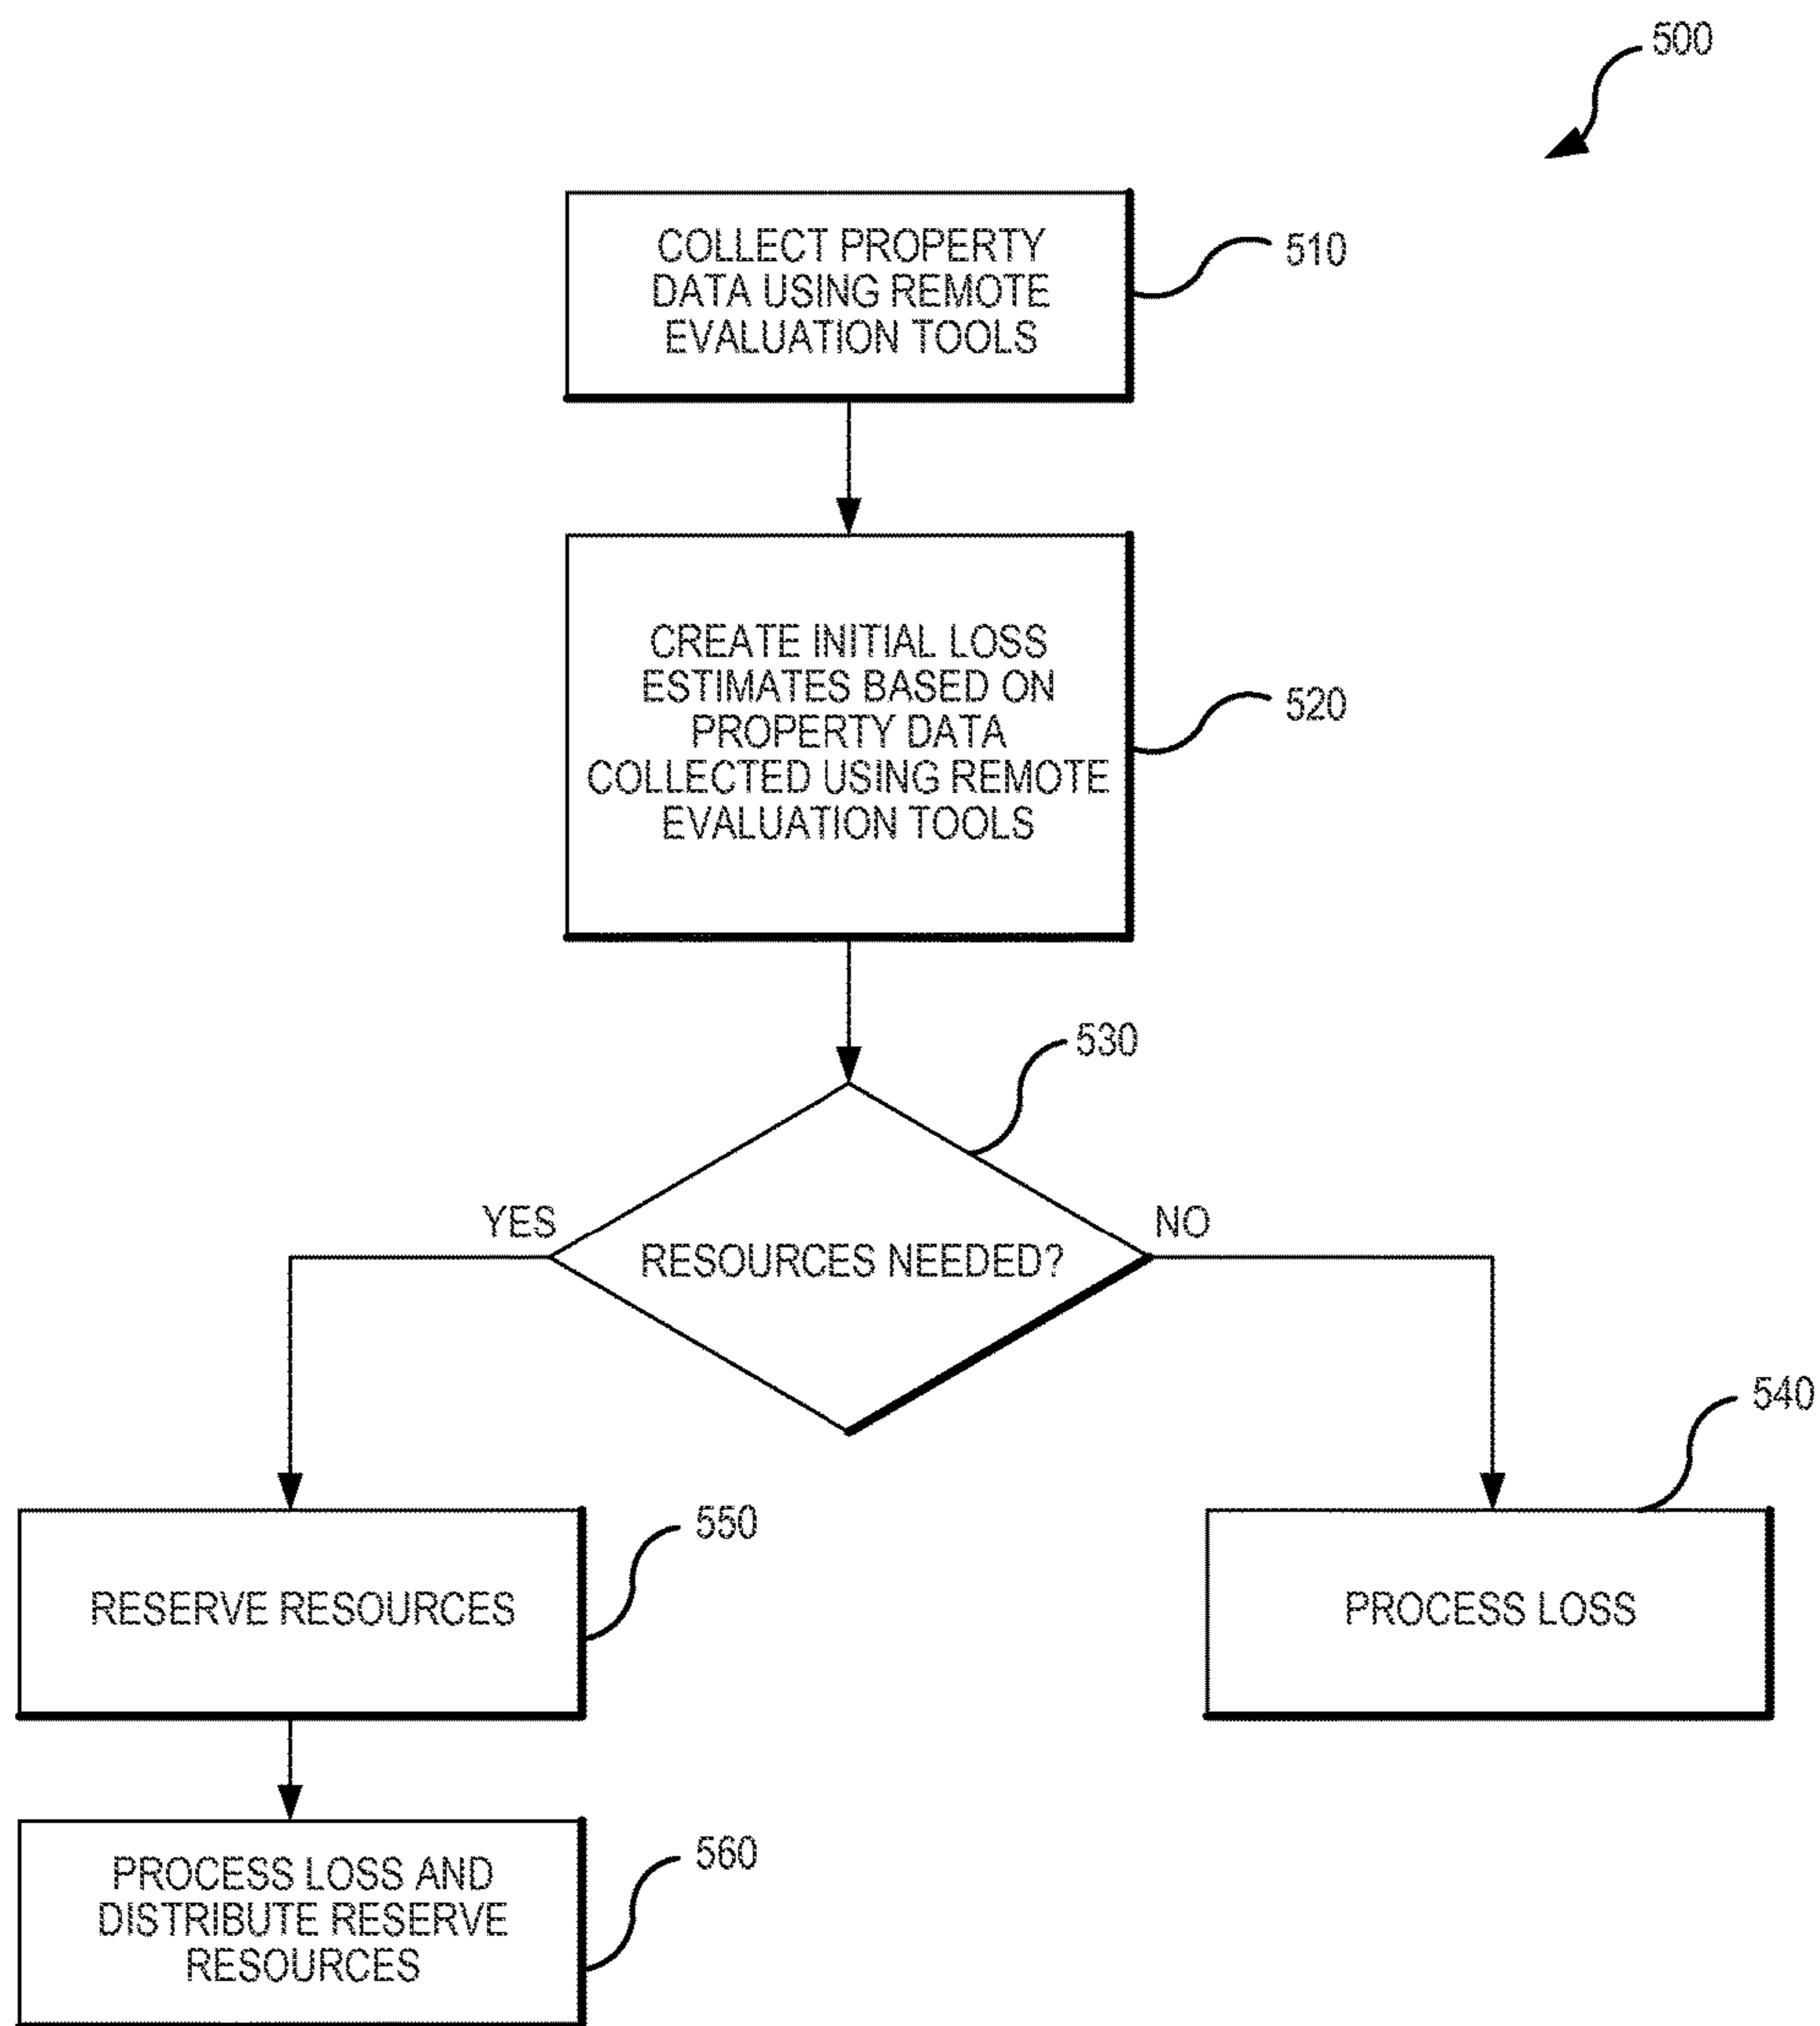 500
COLLECT PROPERTY
DATA USING REMOTE
EVALUATION TOOLS
510
CREATE INITIAL LOSS
ESTIMATES BASED ON
PROPERTY DATA
COLLECTED USING REMOTE
EVALUATION TOOLS
520
530
YES
NO
RESOURCES NEEDED?
540
550
RESERVE RESOURCES
PROCESS LOSS
560
PROCESS LOSS AND
DISTRIBUTE RESERVE
RESOURCES